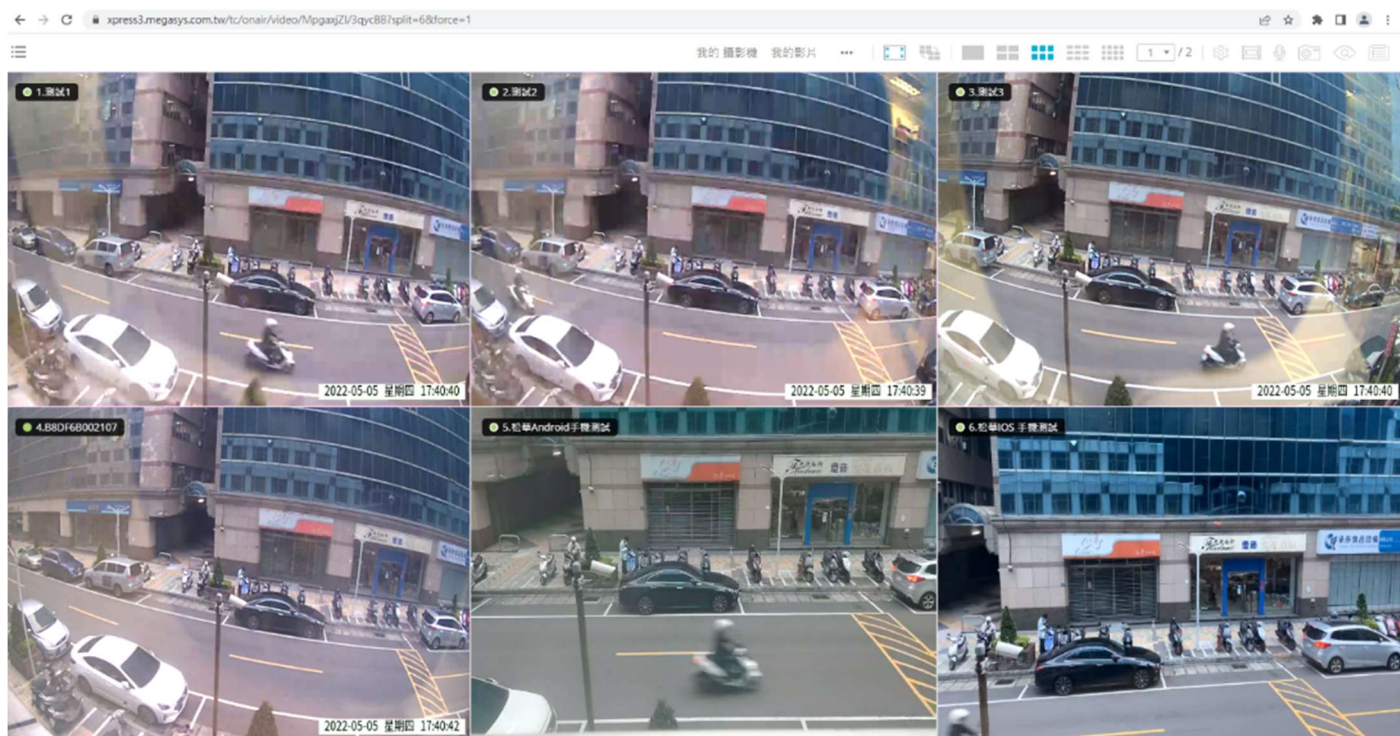 xpress3.megasys.com.tw/tc/onair/video/MpgaxjZI/3qyc8B?split=6&force=1
我的 攝影機 我的影片 ••• 1 / 2
1.測試1
2.測試2
3.測試3
2022-05-05 星期四 17:40:40
2022-05-05 星期四 17:40:39
2022-05-05 星期四 17:40:40
4.B8DF6B002107
5.松華Android手機測試
6.松華IOS 手機測試
2022-05-05 星期四 17:40:42